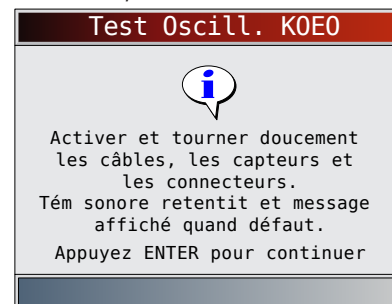 Test Oscill. KOEO
Activer et tourner doucement
les câbles, les capteurs et
les connecteurs.
Tém sonore retentit et message
affiché quand défaut.
Appuyez ENTER pour continuer